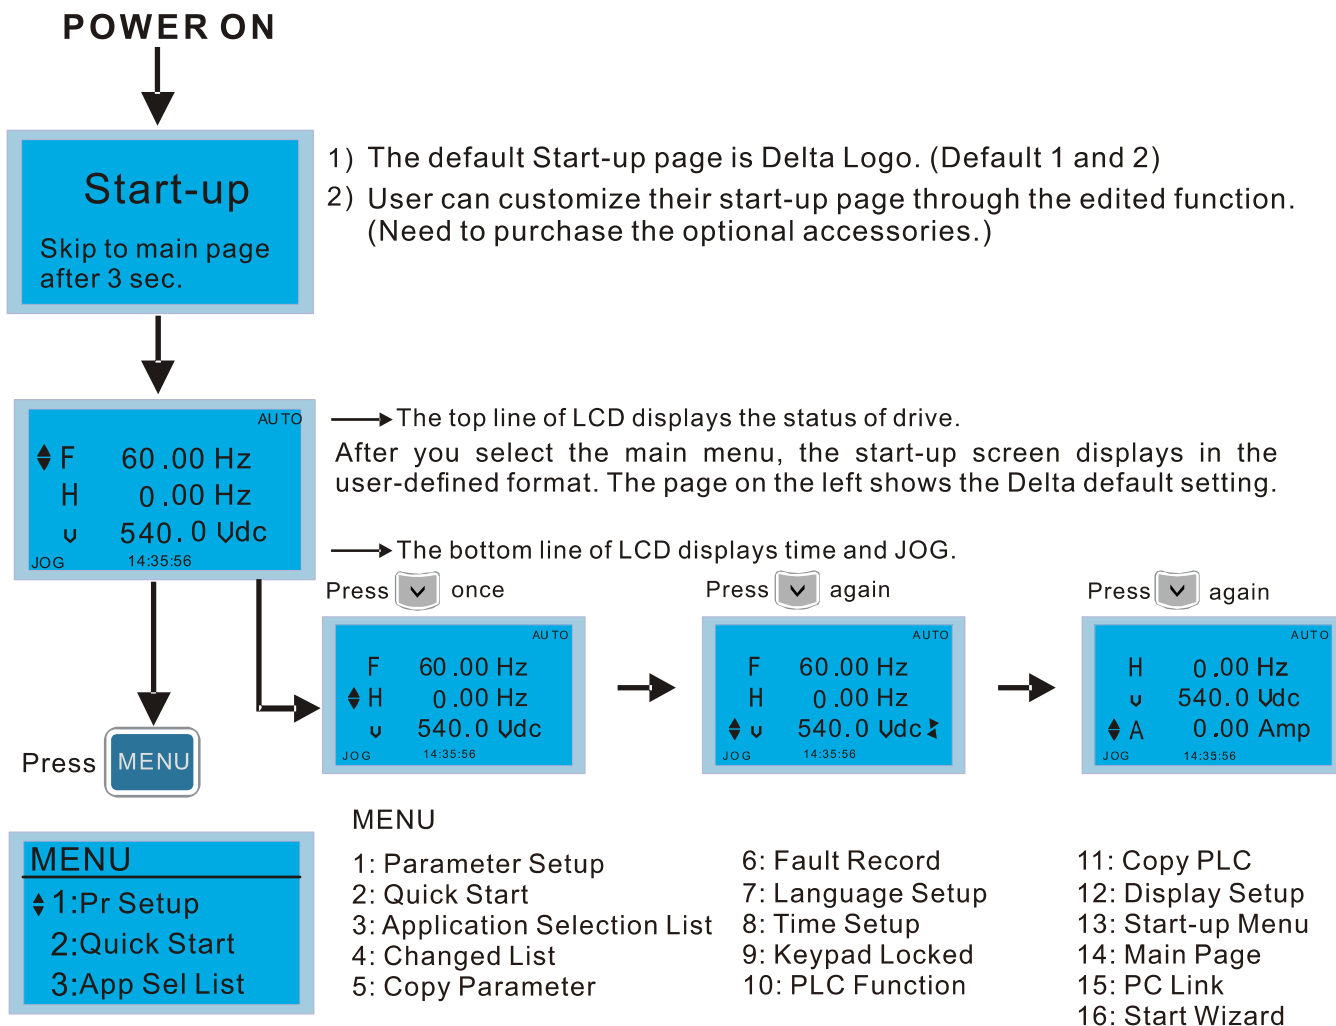 POWER ON
Start-up
Skip to main page
after 3 sec.
1) The default Start-up page is Delta Logo. (Default 1 and 2)
2) User can customize their start-up page through the edited function.
(Need to purchase the optional accessories.)
AUTO
F 60.00 Hz
H 0.00 Hz
u 540.0 Vdc
JOG 14:35:56
The top line of LCD displays the status of drive.
After you select the main menu, the start-up screen displays in the
user-defined format. The page on the left shows the Delta default setting.
The bottom line of LCD displays time and JOG.
Press once
AUTO
F 60.00 Hz
H 0.00 Hz
u 540.0 Vdc
JOG 14:35:56
Press again
AUTO
F 60.00 Hz
H 0.00 Hz
u 540.0 Vdc
JOG 14:35:56
Press again
AUTO
H 0.00 Hz
u 540.0 Vdc
A 0.00 Amp
JOG 14:35:56
Press MENU
MENU
1:Pr Setup
2:Quick Start
3:App Sel List
MENU
1: Parameter Setup
2: Quick Start
3: Application Selection List
4: Changed List
5: Copy Parameter
6: Fault Record
7: Language Setup
8: Time Setup
9: Keypad Locked
10: PLC Function
11: Copy PLC
12: Display Setup
13: Start-up Menu
14: Main Page
15: PC Link
16: Start Wizard